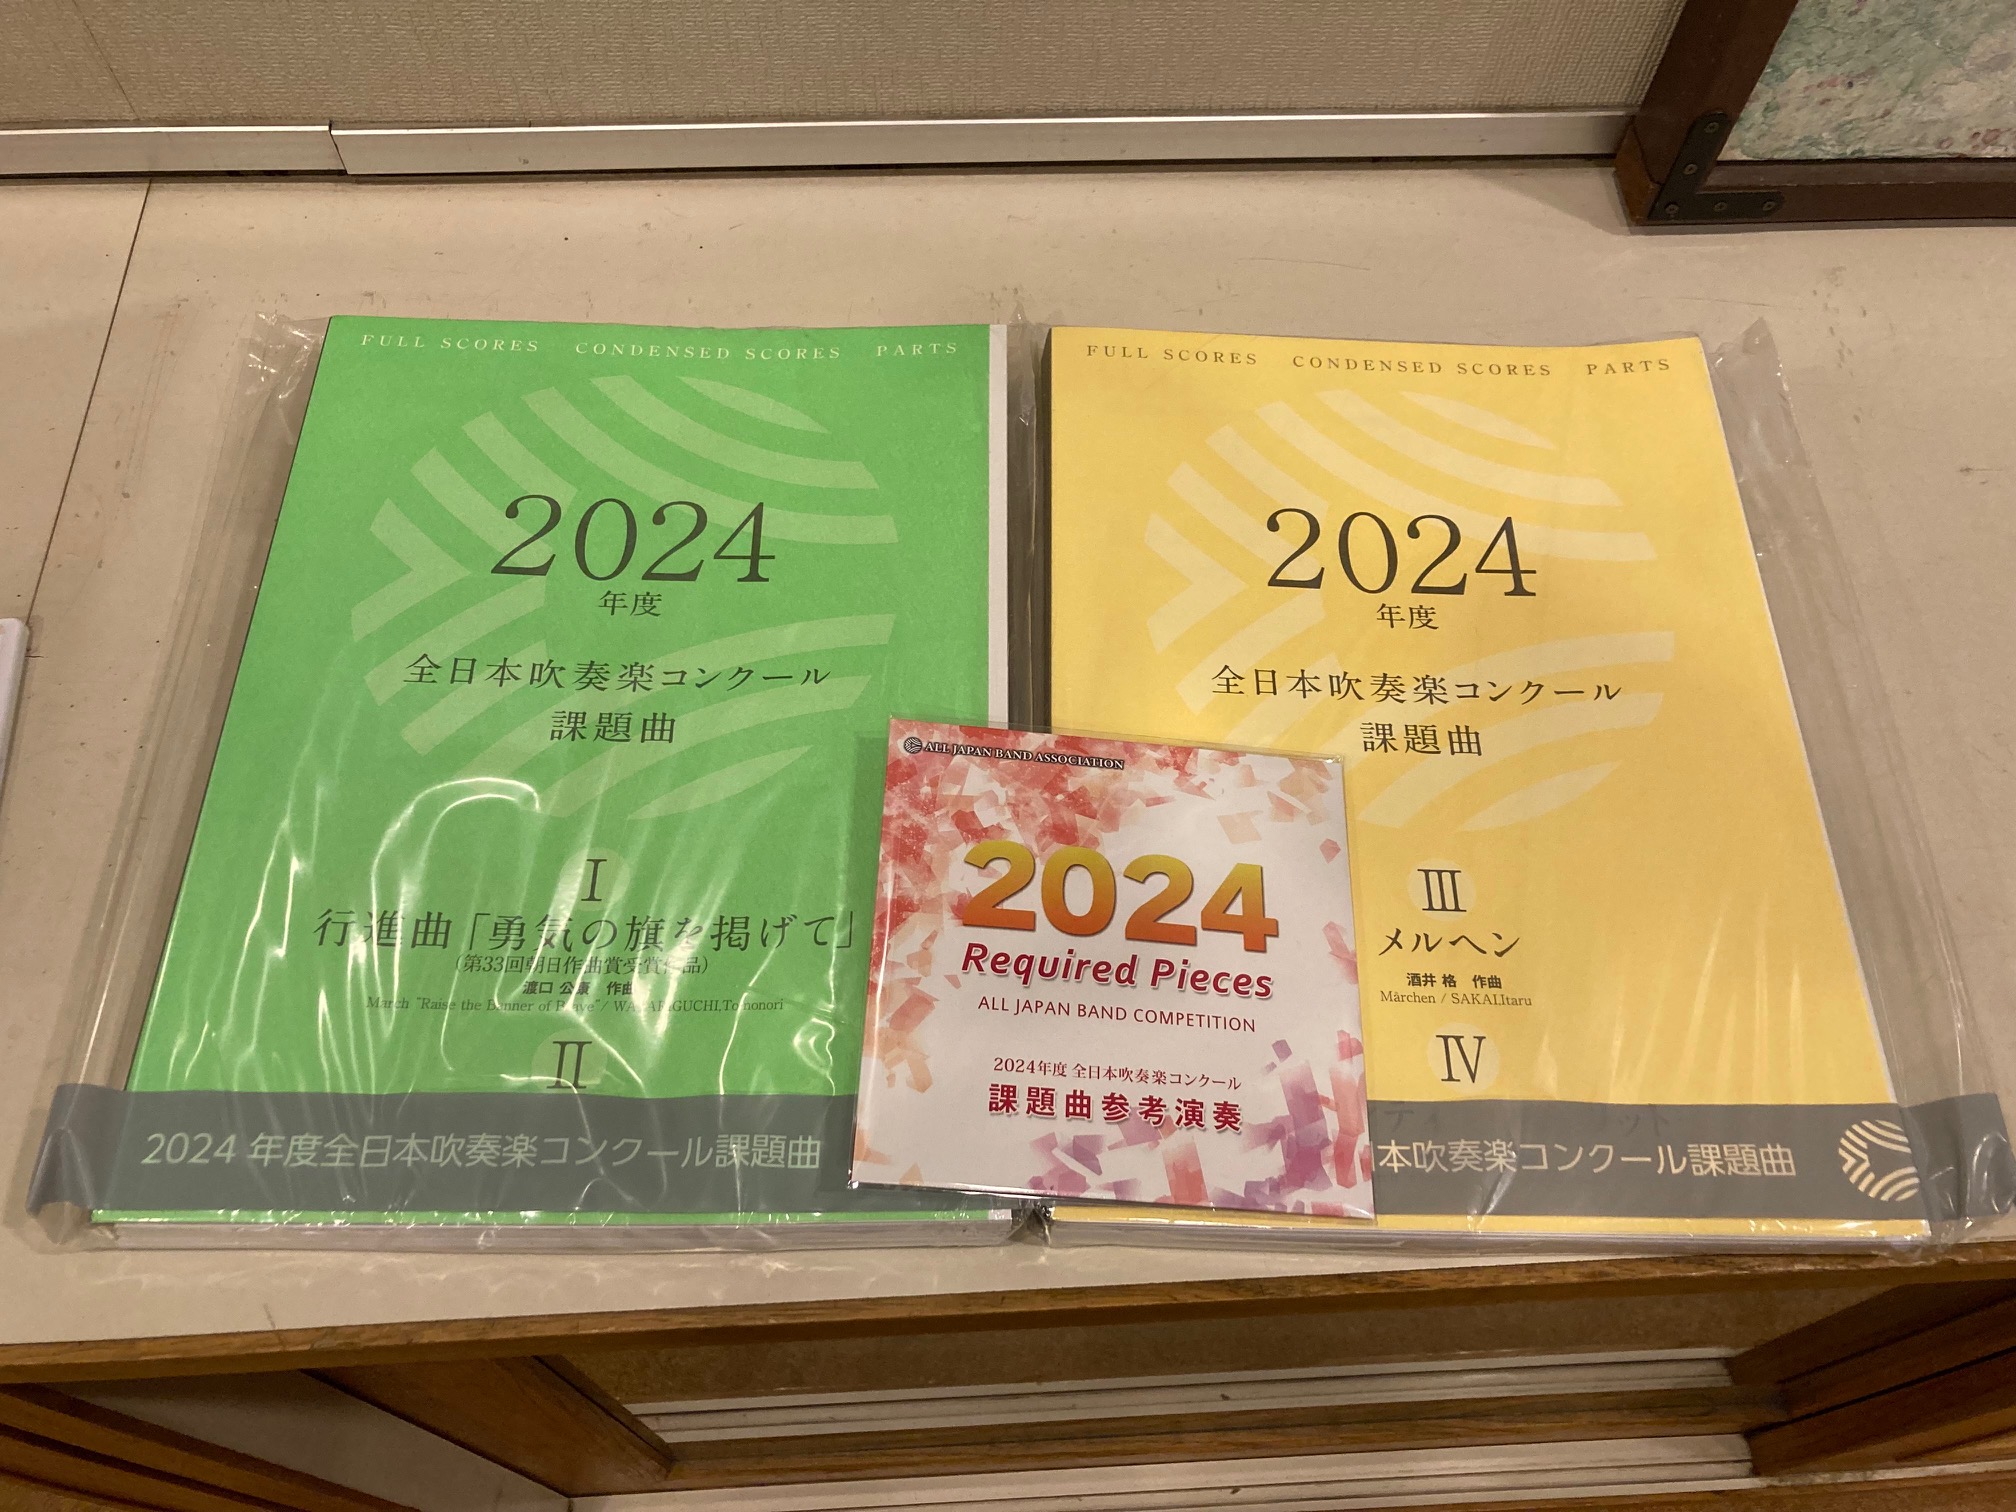 FULL SCORES CONDENSED SCORES PARTS
2024
年度
全日本吹奏楽コンクール
課題曲
I
行進曲「勇気の旗を掲げて」
(第33回朝日作曲賞受賞作品)
渡口 公康 作曲
March "Raise the Banner of Brave" / WATARIGUCHI,Tomonori
II
2024 年度全日本吹奏楽コンクール課題曲
FULL SCORES CONDENSED SCORES PARTS
2024
年度
全日本吹奏楽コンクール
課題曲
III
メルヘン
酒井 格 作曲
Märchen / SAKAI,Itaru
IV
本吹奏楽コンクール課題曲
ALL JAPAN BAND ASSOCIATION
2024
Required Pieces
ALL JAPAN BAND COMPETITION
2024年度 全日本吹奏楽コンクール
課題曲参考演奏